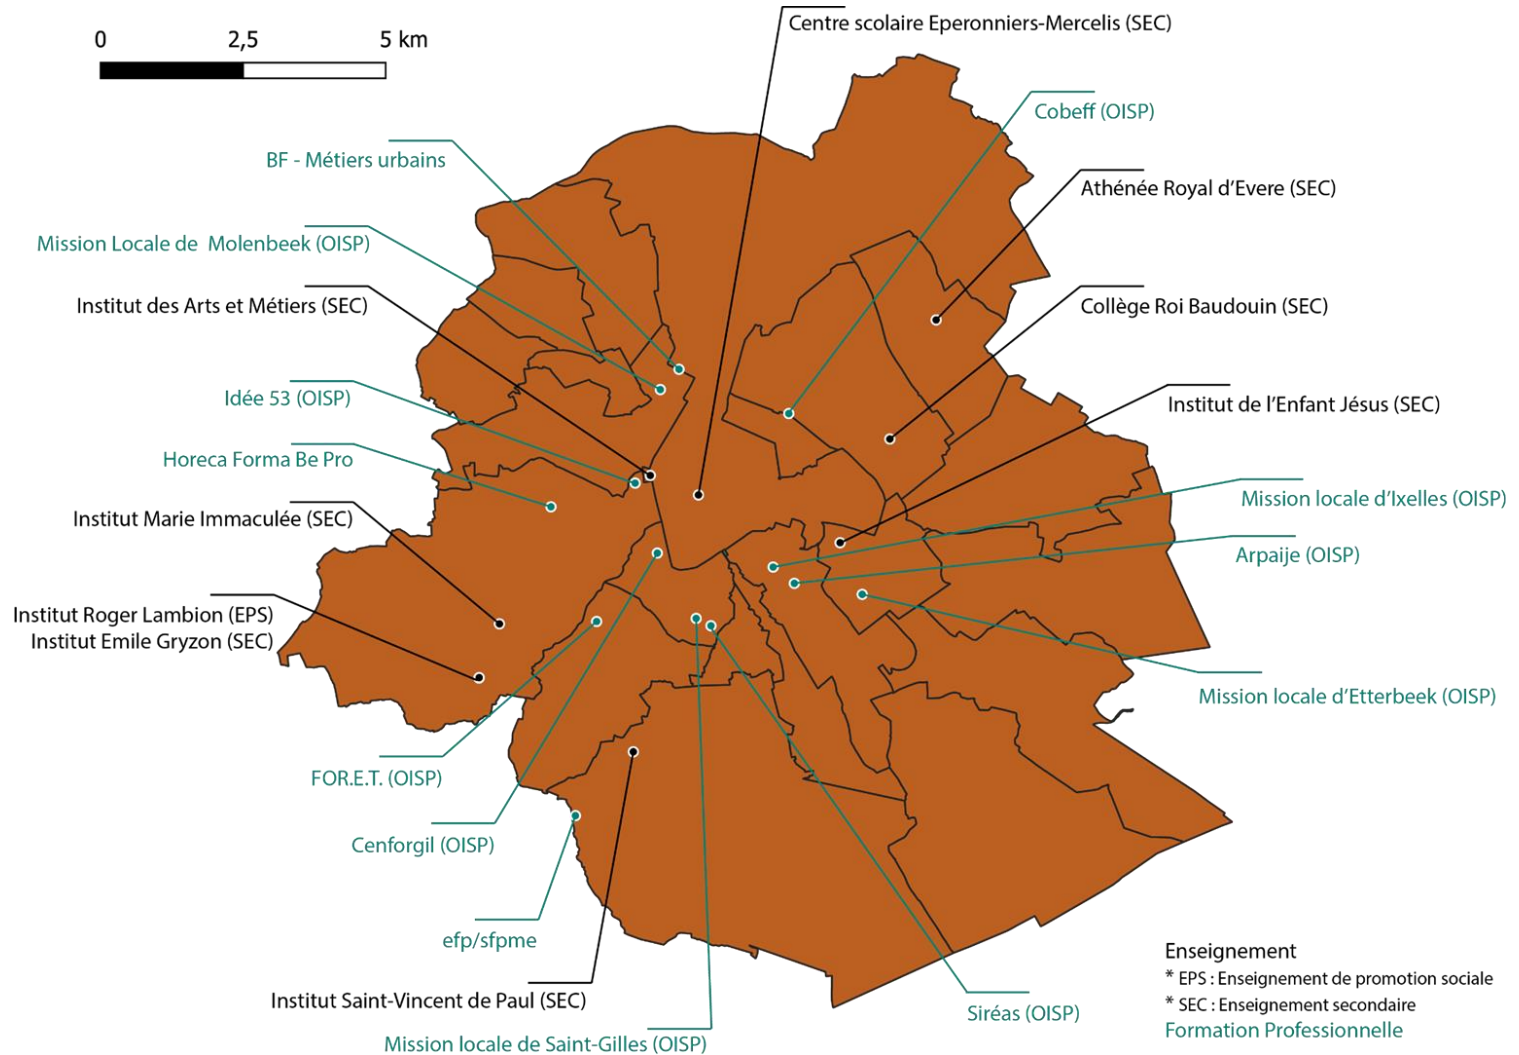 Centre scolaire Eperonniers-Mercelis (SEC)
0 2,5 5 km
Cobeff (OISP)
BF - Métiers urbains
Athénée Royal d'Evere (SEC)
Mission Locale de Molenbeek (OISP)
Institut des Arts et Métiers (SEC)
Collège Roi Baudouin (SEC)
Idée 53 (OISP)
Institut de l'Enfant Jésus (SEC)
Horeca Forma Be Pro
Mission locale d'Ixelles (OISP)
Institut Marie Immaculée (SEC)
Arpaije (OISP)
Institut Roger Lambion (EPS)
Institut Emile Gryzon (SEC)
Mission locale d'Etterbeek (OISP)
FOR.E.T. (OISP)
Cenforgil (OISP)
efp/sfpme
Institut Saint-Vincent de Paul (SEC)
Siréas (OISP)
Mission locale de Saint-Gilles (OISP)
Enseignement
* EPS : Enseignement de promotion sociale
* SEC : Enseignement secondaire
Formation Professionnelle